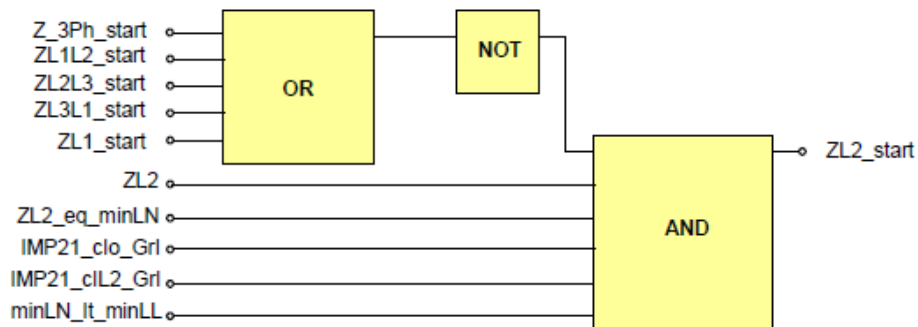 Z_3Ph_start
ZL1L2_start
OR
NOT
ZL2L3_start
ZL3L1_start
ZL1_start
ZL2_start
ZL2
ZL2_eq_minLN
AND
IMP21_clo_Grl
IMP21_clL2_Grl
minLN_lt_minLL